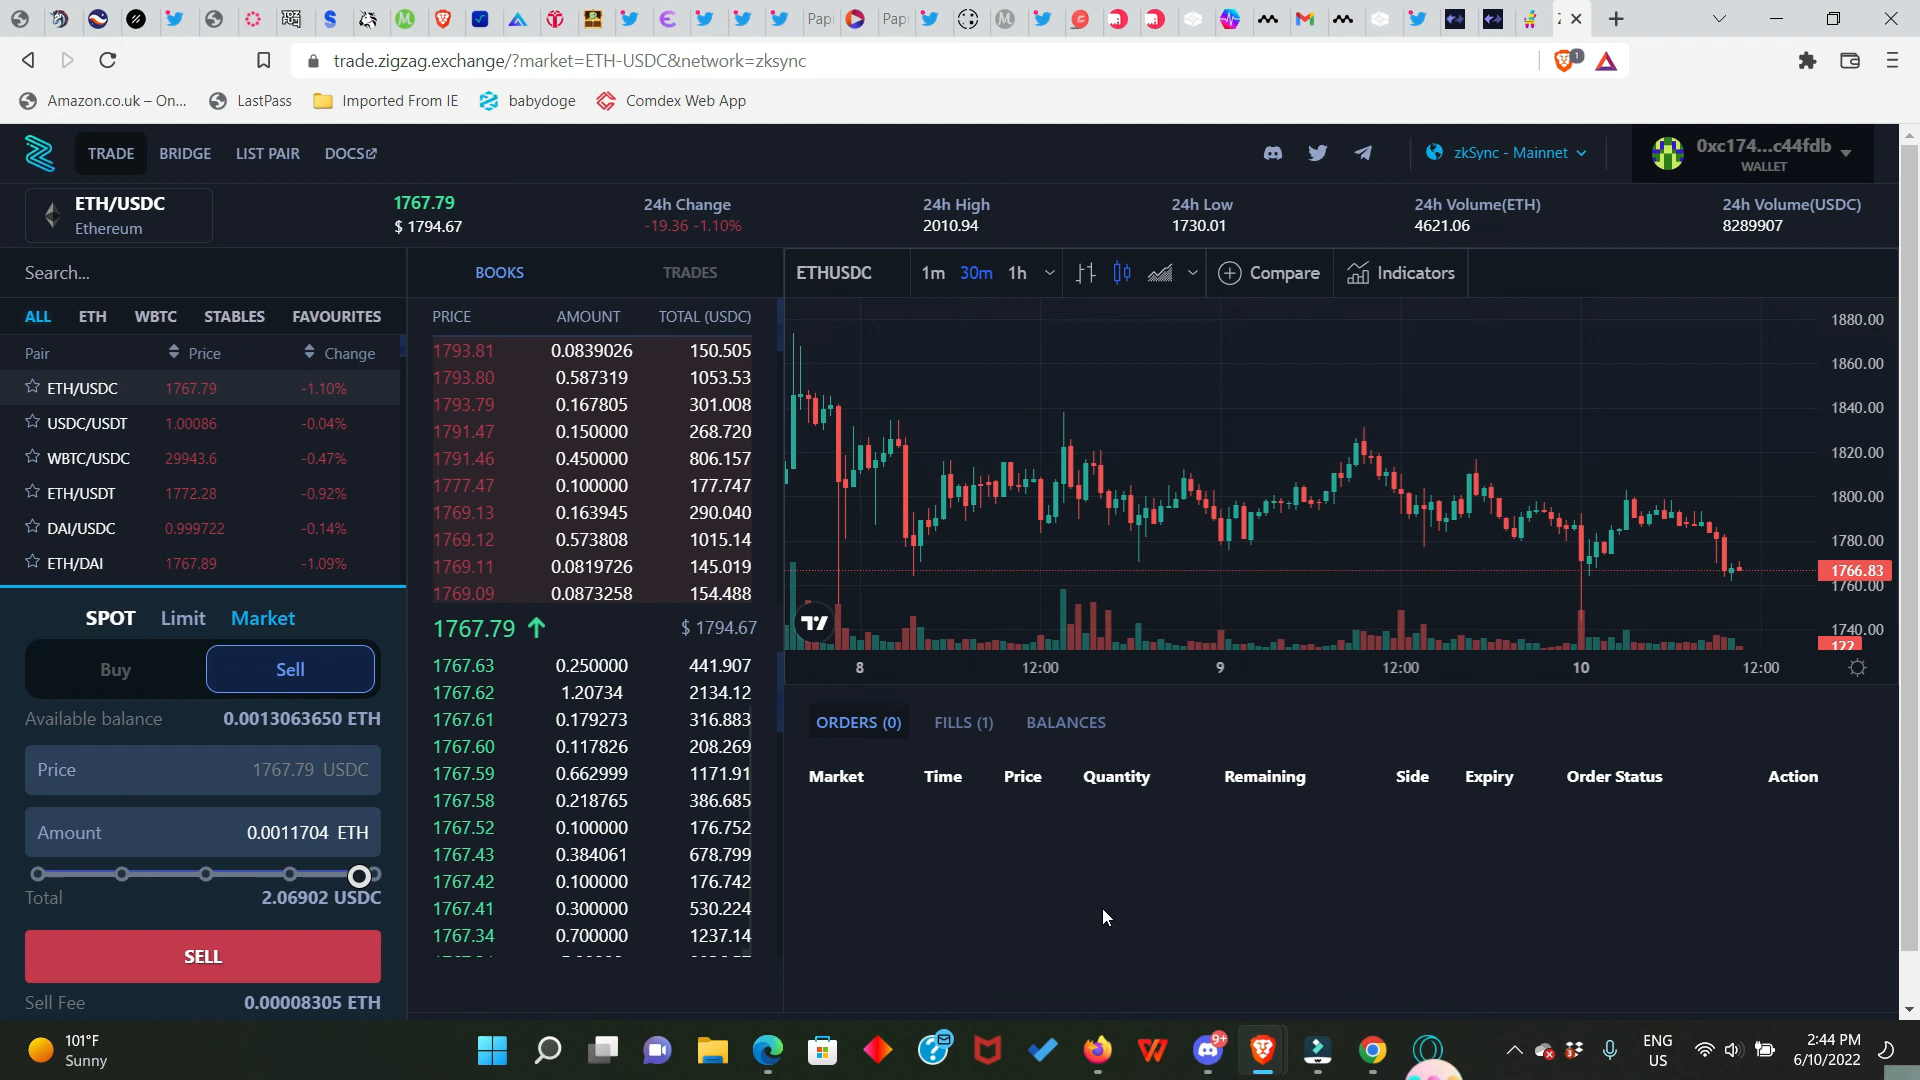 Papi
Papi
trade.zigzag.exchange/?market=ETH-USDC&network=zksync
1
Amazon.co.uk – On...
LastPass
Imported From IE
babydoge
Comdex Web App
TRADE
BRIDGE
LIST PAIR
DOCS
zkSync - Mainnet
0xc174...c44fdb
WALLET
ETH/USDC
Ethereum
1767.79
$ 1794.67
24h Change
-19.36 -1.10%
24h High
2010.94
24h Low
1730.01
24h Volume(ETH)
4621.06
24h Volume(USDC)
8289907
Search...
ALL ETH WBTC STABLES FAVOURITES
Pair Price Change
ETH/USDC 1767.79 -1.10%
USDC/USDT 1.00086 -0.04%
WBTC/USDC 29943.6 -0.47%
ETH/USDT 1772.28 -0.92%
DAI/USDC 0.999722 -0.14%
ETH/DAI 1767.89 -1.09%
SPOT Limit Market
Buy Sell
Available balance 0.0013063650 ETH
Price 1767.79 USDC
Amount 0.0011704 ETH
Total 2.06902 USDC
SELL
Sell Fee 0.00008305 ETH
BOOKS TRADES
PRICE AMOUNT TOTAL (USDC)
1793.81 0.0839026 150.505
1793.80 0.587319 1053.53
1793.79 0.167805 301.008
1791.47 0.150000 268.720
1791.46 0.450000 806.157
1777.47 0.100000 177.747
1769.13 0.163945 290.040
1769.12 0.573808 1015.14
1769.11 0.0819726 145.019
1769.09 0.0873258 154.488
1767.79 $ 1794.67
1767.63 0.250000 441.907
1767.62 1.20734 2134.12
1767.61 0.179273 316.883
1767.60 0.117826 208.269
1767.59 0.662999 1171.91
1767.58 0.218765 386.685
1767.52 0.100000 176.752
1767.43 0.384061 678.799
1767.42 0.100000 176.742
1767.41 0.300000 530.224
1767.34 0.700000 1237.14
ETHUSDC 1m 30m 1h Compare Indicators
1880.00
1860.00
1840.00
1820.00
1800.00
1780.00
1766.83
1760.00
1740.00
122
8 12:00 9 12:00 10 12:00
ORDERS (0) FILLS (1) BALANCES
Market Time Price Quantity Remaining Side Expiry Order Status Action
101°F
Sunny
9+
ENG
US
2:44 PM
6/10/2022